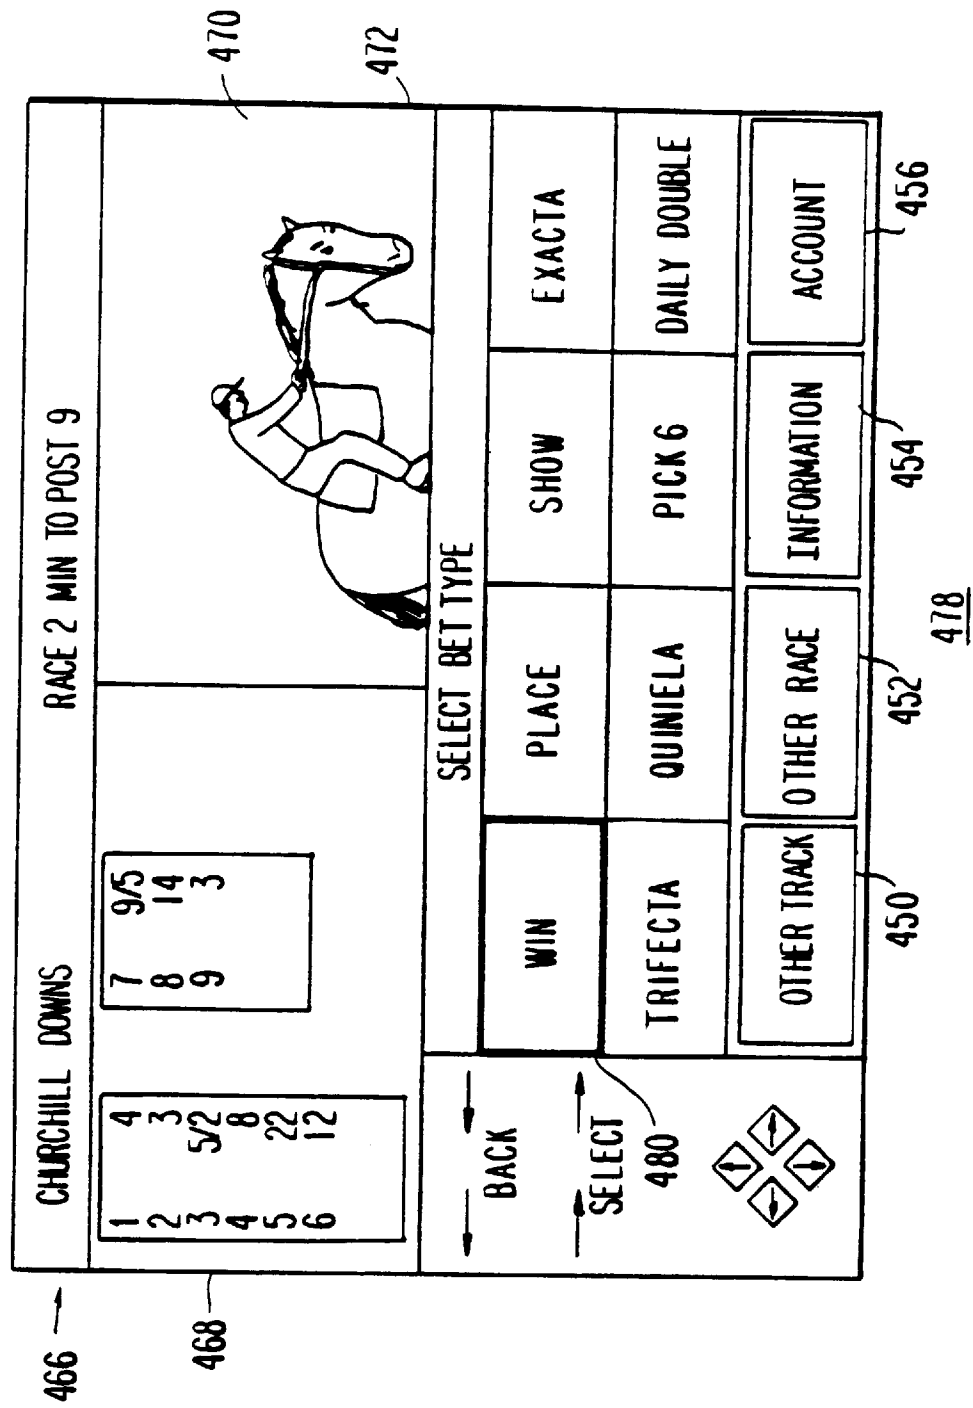 466
CHURCHILL DOWNS RACE 2 MIN TO POST 9
468
1 4
2 3
3 5/2
4 8
5 22
6 12
7 9/5
8 14
9 3
470
472
SELECT BET TYPE
BACK
SELECT
480
WIN PLACE SHOW EXACTA
TRIFECTA QUINIELA PICK 6 DAILY DOUBLE
OTHER TRACK OTHER RACE INFORMATION ACCOUNT
450 452 454 456
478